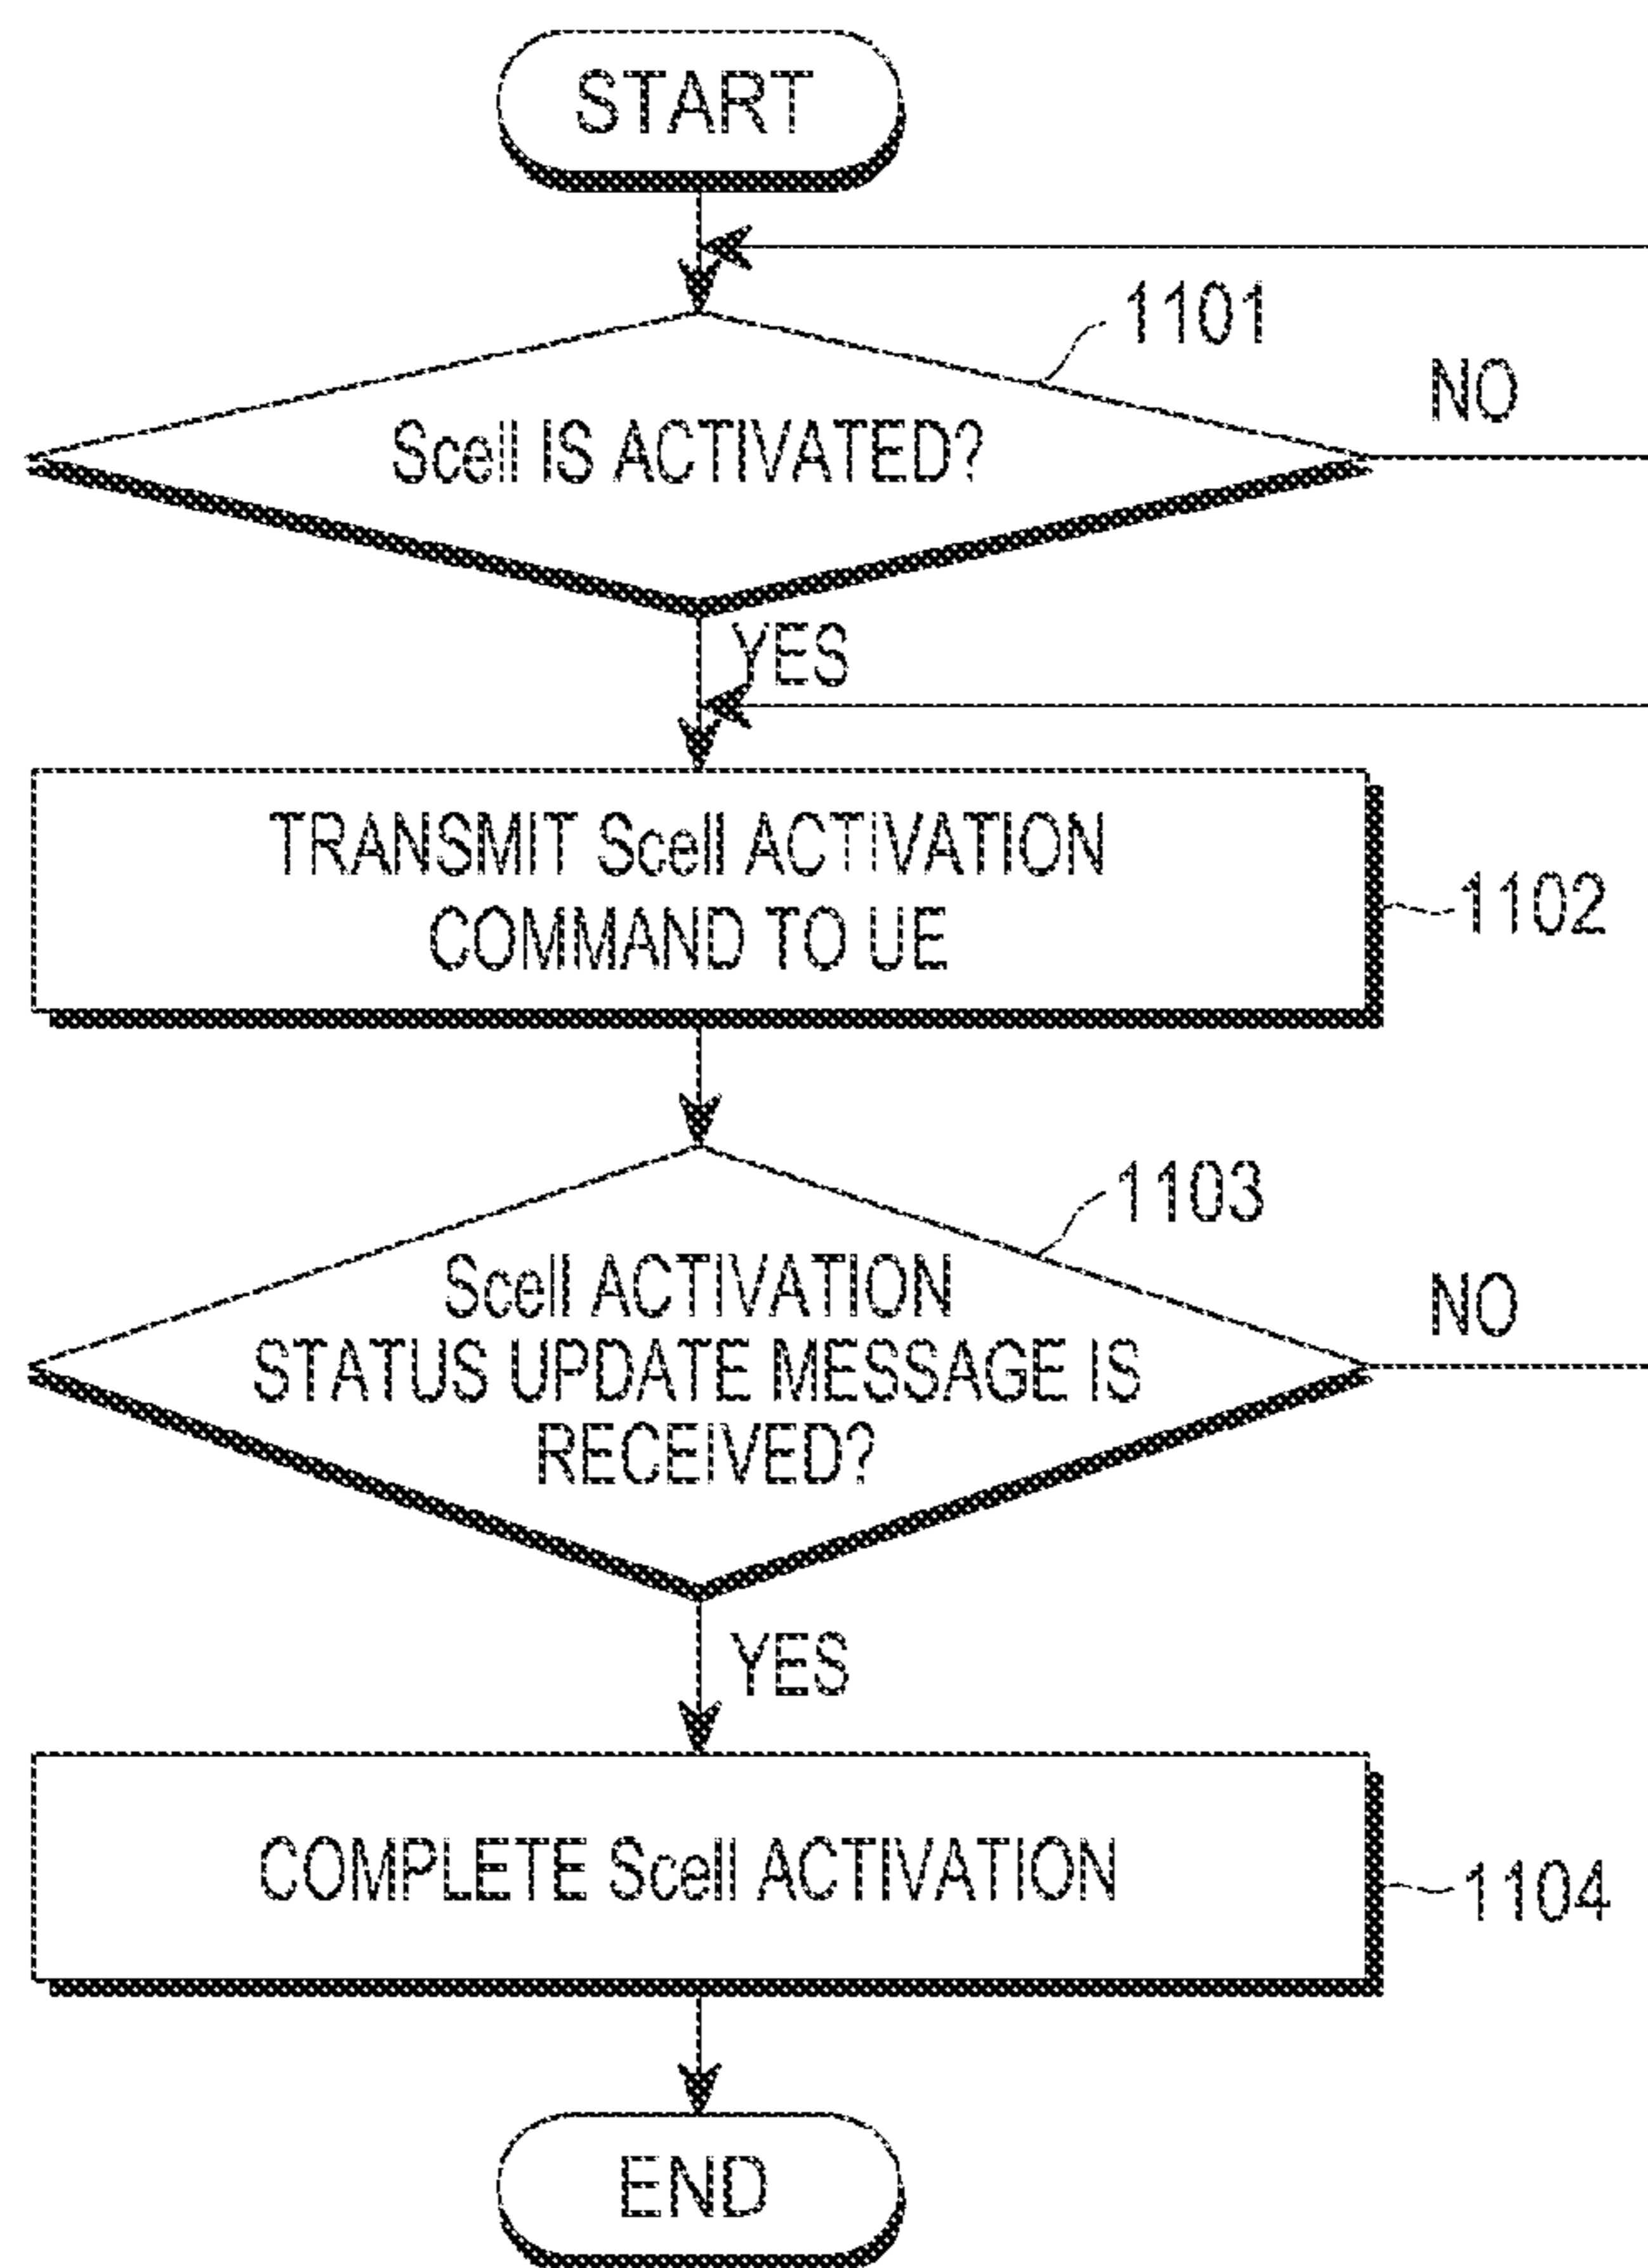 START
1101
NO
Scell IS ACTIVATED?
YES
TRANSMIT Scell ACTIVATION
COMMAND TO UE
1102
1103
Scell ACTIVATION
NO
STATUS UPDATE MESSAGE IS
RECEIVED?
YES
COMPLETE Scell ACTIVATION
1104
END